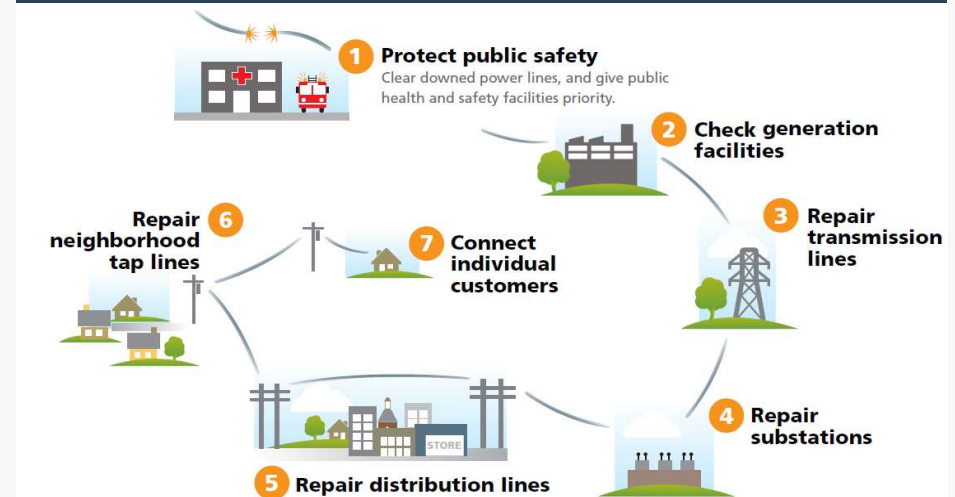 1 Protect public safety
Clear downed power lines, and give public
health and safety facilities priority.
2 Check generation
facilities
3 Repair
transmission
lines
4 Repair
substations
STORE
5 Repair distribution lines
Repair 6
neighborhood
tap lines
7 Connect
individual
customers